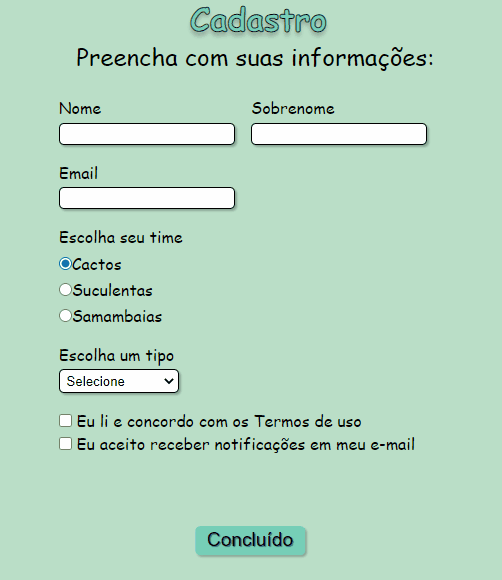 Cadastro
Preencha com suas informações:
Nome Sobrenome
Email
Escolha seu time
Cactos
Suculentas
Samambaias
Escolha um tipo
Selecione
Eu li e concordo com os Termos de uso
Eu aceito receber notificações em meu e-mail
Concluído